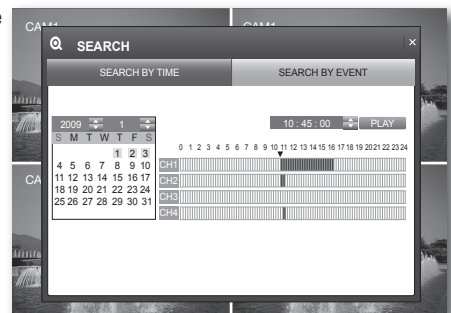 CAM1
CAM1
SEARCH
×
SEARCH BY TIME
SEARCH BY EVENT
2009 1
10 : 45 : 00 PLAY
S M T W T F S
1 2 3
4 5 6 7 8 9 10
11 12 13 14 15 16 17
18 19 20 21 22 23 24
25 26 27 28 29 30 31
0 1 2 3 4 5 6 7 8 9 10 11 12 13 14 15 16 17 18 19 20 21 22 23 24
CH1
CH2
CH3
CH4
CA
e